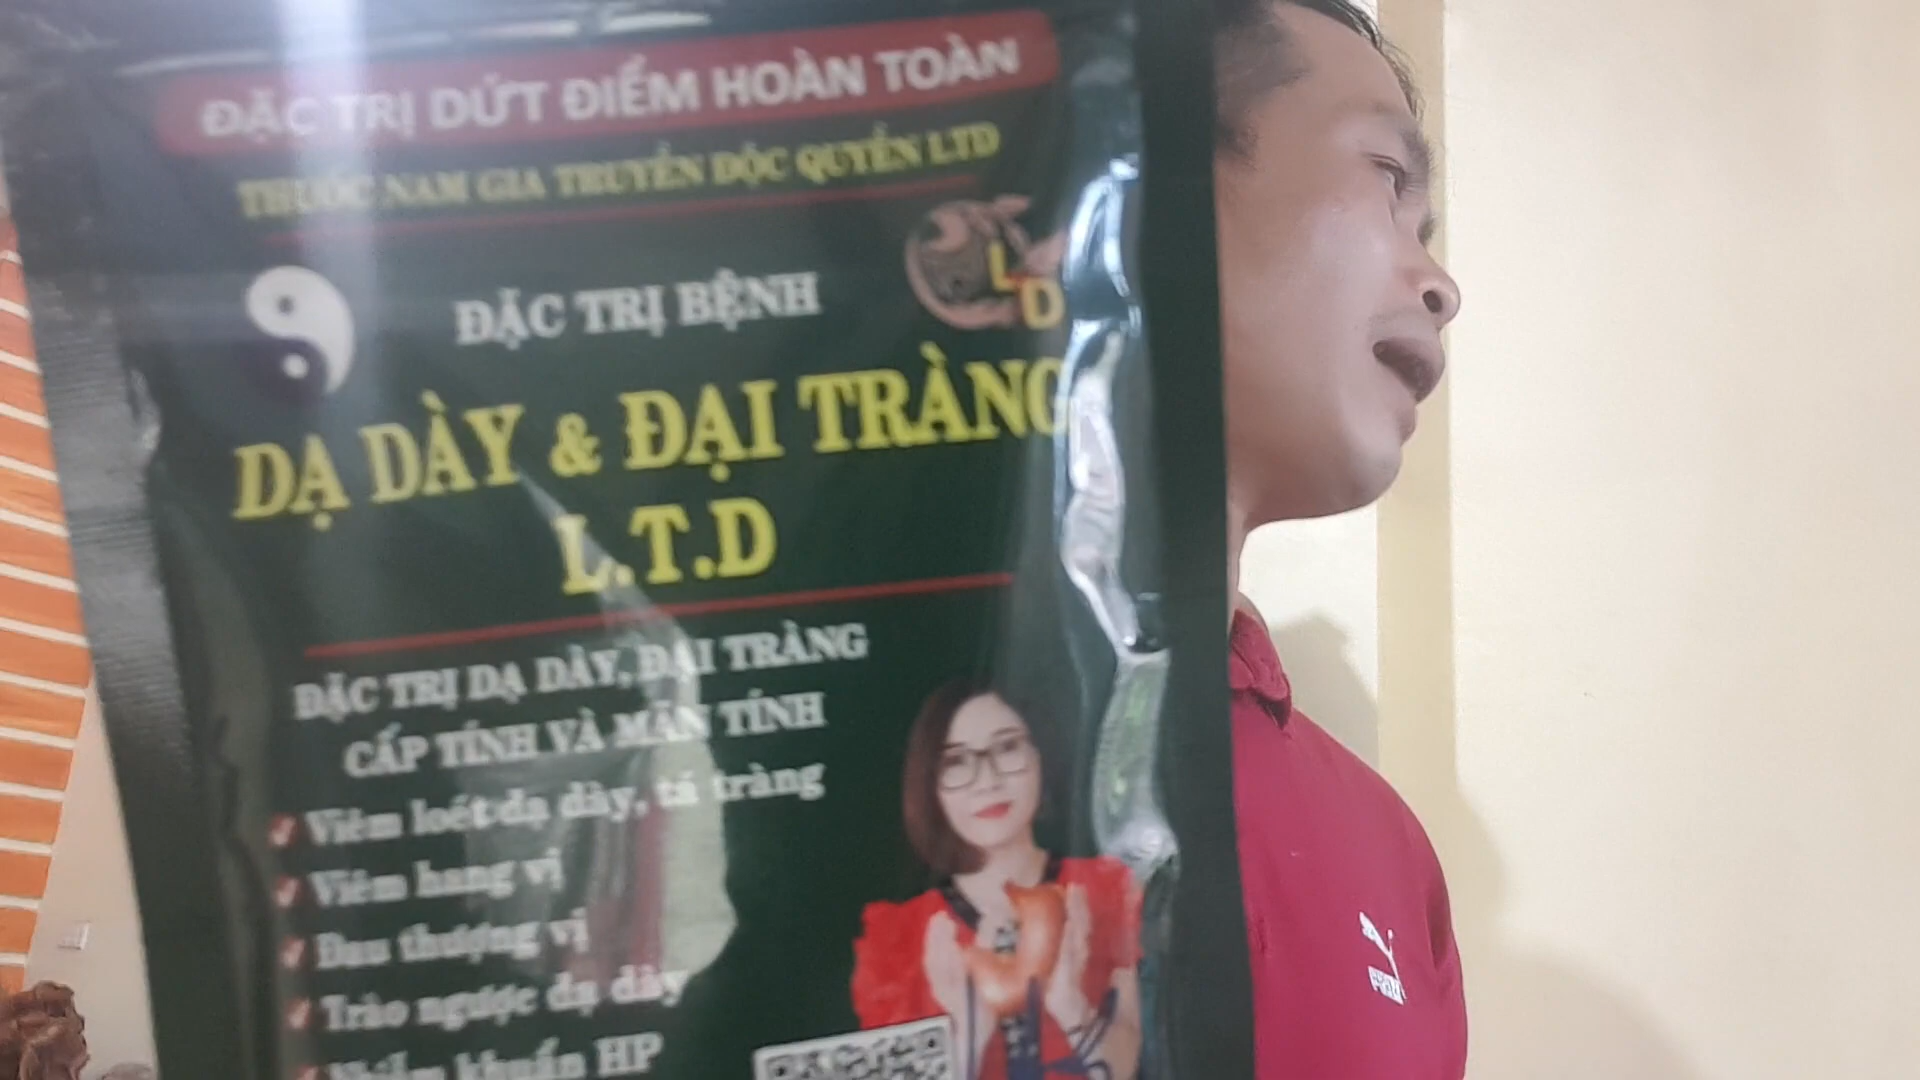 ĐẶC TRỊ DỨT ĐIỂM HOÀN TOÀN
THUỐC NAM GIA TRUYỀN ĐỘC QUYỀN LTD
L
D
ĐẶC TRỊ BỆNH
DẠ DÀY & ĐẠI TRÀNG
L.T.D
ĐẶC TRỊ DẠ DÀY, ĐẠI TRÀNG
CẤP TÍNH VÀ MÃN TÍNH
Viêm loét dạ dày, tá tràng
Viêm hang vị
Đau thượng vị
Trào ngược dạ dày
Nhiễm khuẩn HP